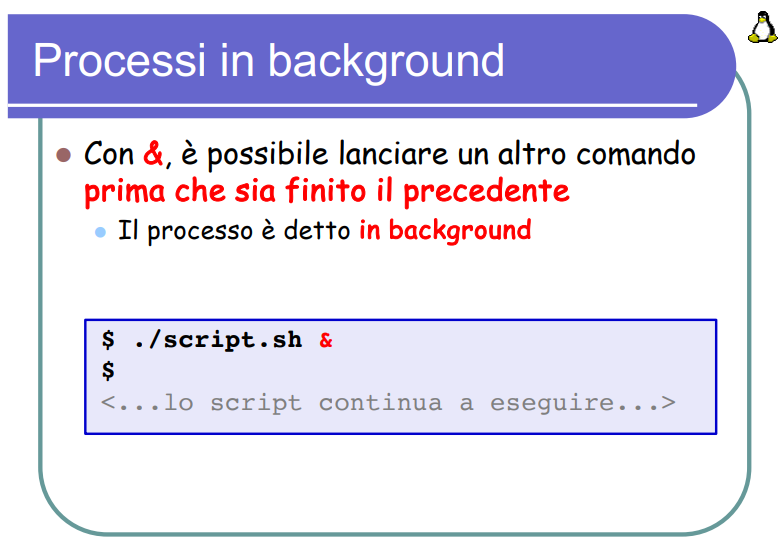 Processi in background
Con &, è possibile lanciare un altro comando
prima che sia finito il precedente
Il processo è detto in background
$ ./script.sh &
$
<...lo script continua a eseguire...>